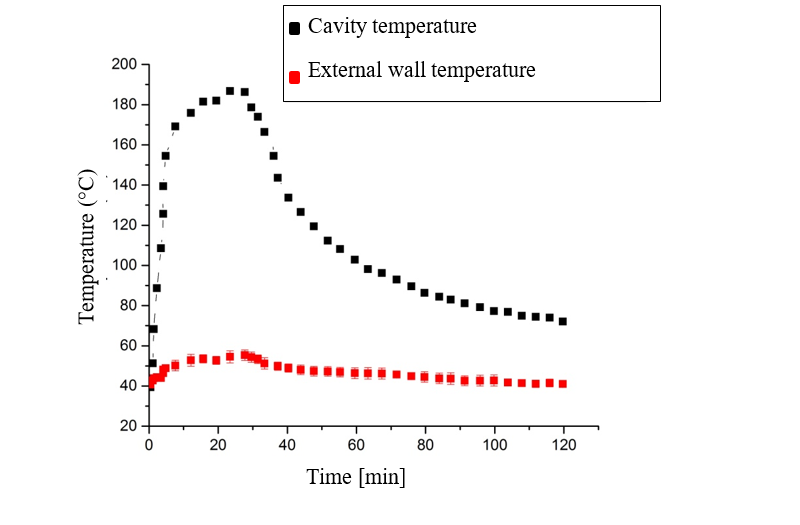 Cavity temperature
External wall temperature
200
180
160
140
120
100
80
60
40
20
Temperature (°C)
0 20 40 60 80 100 120
Time [min]